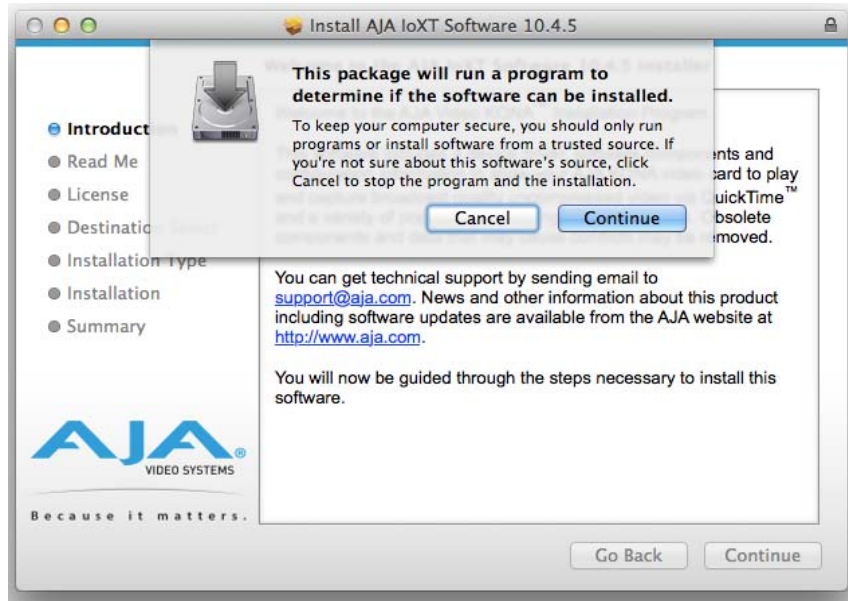 Install AJA IoXT Software 10.4.5
This package will run a program to
determine if the software can be installed.
To keep your computer secure, you should only run
programs or install software from a trusted source. If
you're not sure about this software's source, click
Cancel to stop the program and the installation.
Cancel
Continue
Introduct
Read Me
License
Destinatio
Installation Type
Installation
Summary
AJA®
VIDEO SYSTEMS
Because it matters.
ents and
card to play
uickTime™
bsolete
moved.
You can get technical support by sending email to
support@aja.com. News and other information about this product
including software updates are available from the AJA website at
http://www.aja.com.
You will now be guided through the steps necessary to install this
software.
Go Back
Continue